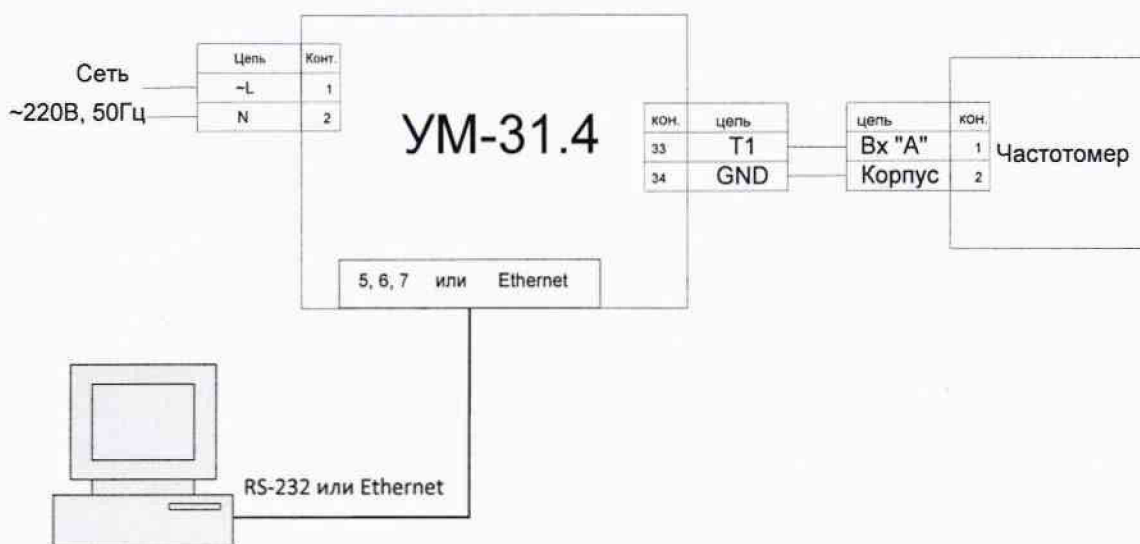 Сеть
~220В, 50Гц
Цепь Конт.
~L 1
N 2
УМ-31.4
кон. цепь
33 T1
34 GND
цепь кон.
Вх "А" 1
Корпус 2
Частотомер
5, 6, 7 или Ethernet
RS-232 или Ethernet